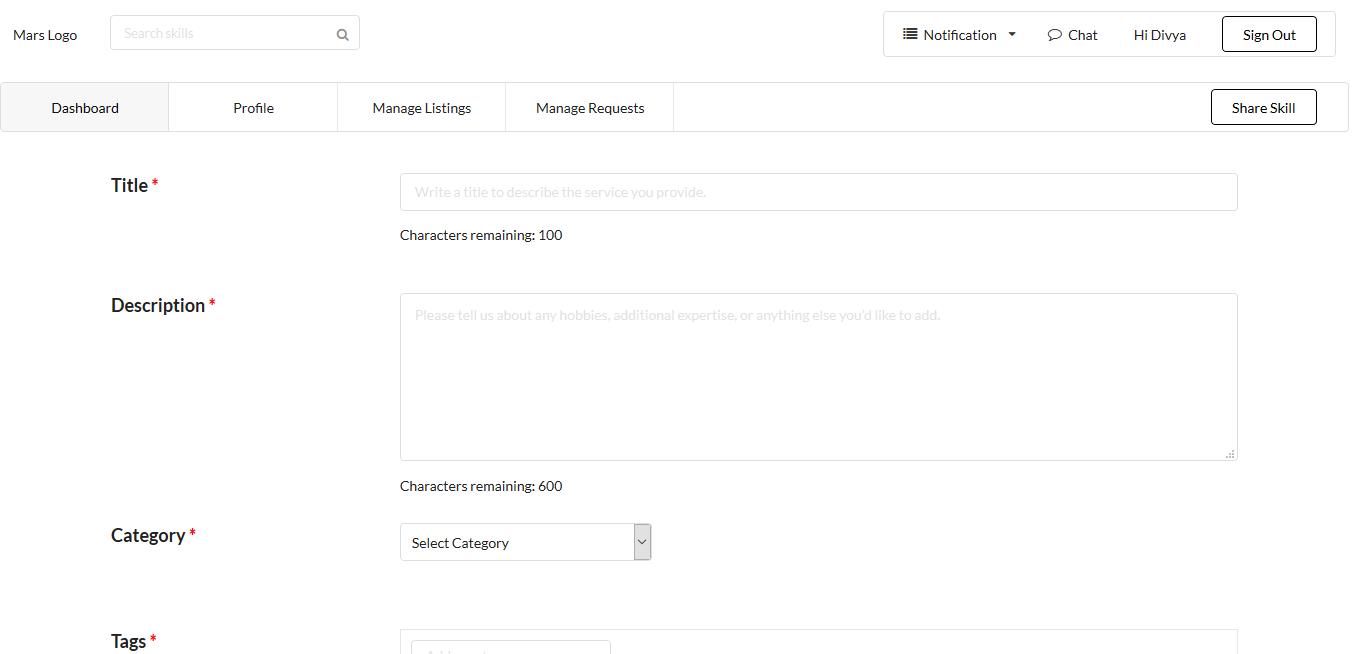 Mars Logo
Search skills
Notification
Chat
Hi Divya
Sign Out
Dashboard
Profile
Manage Listings
Manage Requests
Share Skill
Title *
Write a title to describe the service you provide.
Characters remaining: 100
Description *
Please tell us about any hobbies, additional expertise, or anything else you'd like to add.
Characters remaining: 600
Category *
Select Category
Tags *